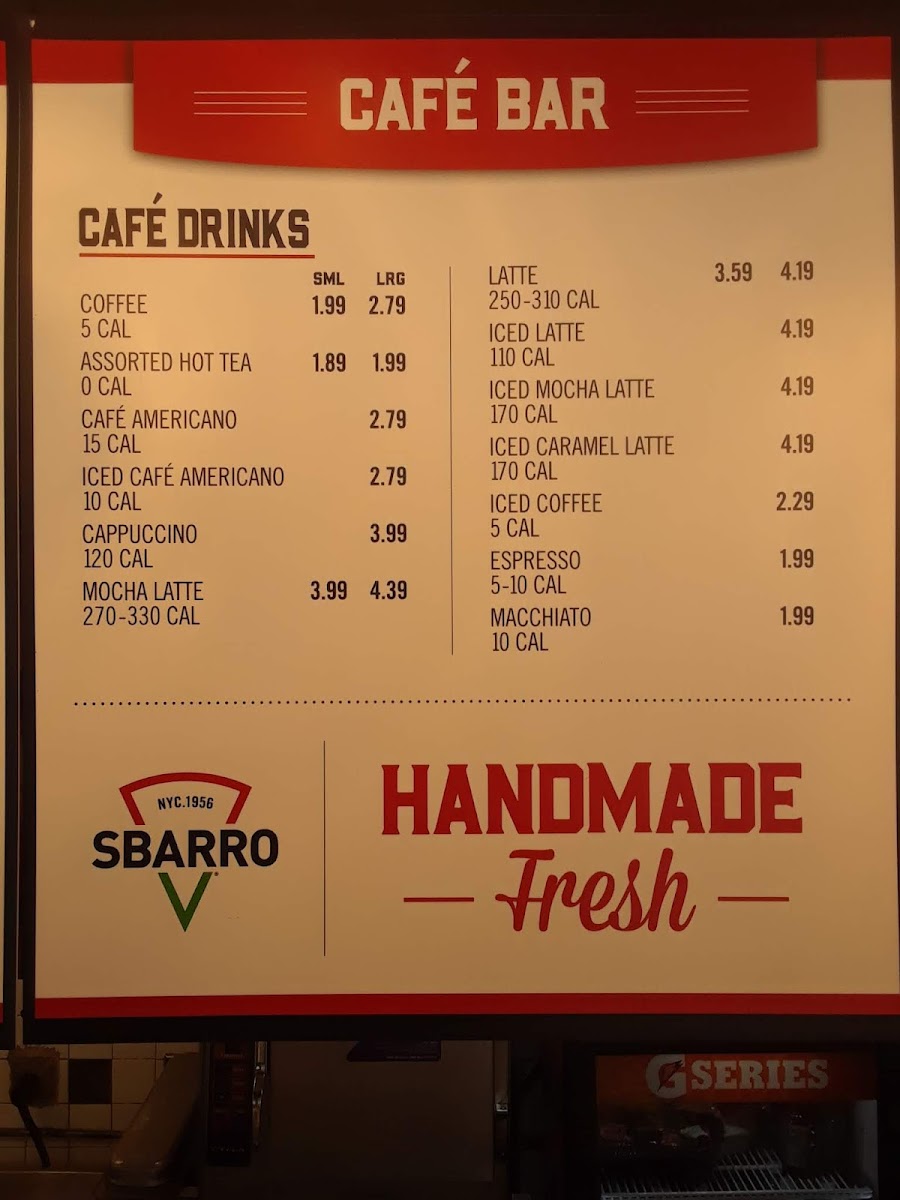 CAFÉ BAR
CAFÉ DRINKS
SML LRG
COFFEE 1.99 2.79
5 CAL
ASSORTED HOT TEA 1.89 1.99
0 CAL
CAFÉ AMERICANO 2.79
15 CAL
ICED CAFÉ AMERICANO 2.79
10 CAL
CAPPUCCINO 3.99
120 CAL
MOCHA LATTE 3.99 4.39
270-330 CAL
LATTE 3.59 4.19
250-310 CAL
ICED LATTE 4.19
110 CAL
ICED MOCHA LATTE 4.19
170 CAL
ICED CARAMEL LATTE 4.19
170 CAL
ICED COFFEE 2.29
5 CAL
ESPRESSO 1.99
5-10 CAL
MACCHIATO 1.99
10 CAL
NYC.1956
SBARRO
HANDMADE
Fresh
G SERIES